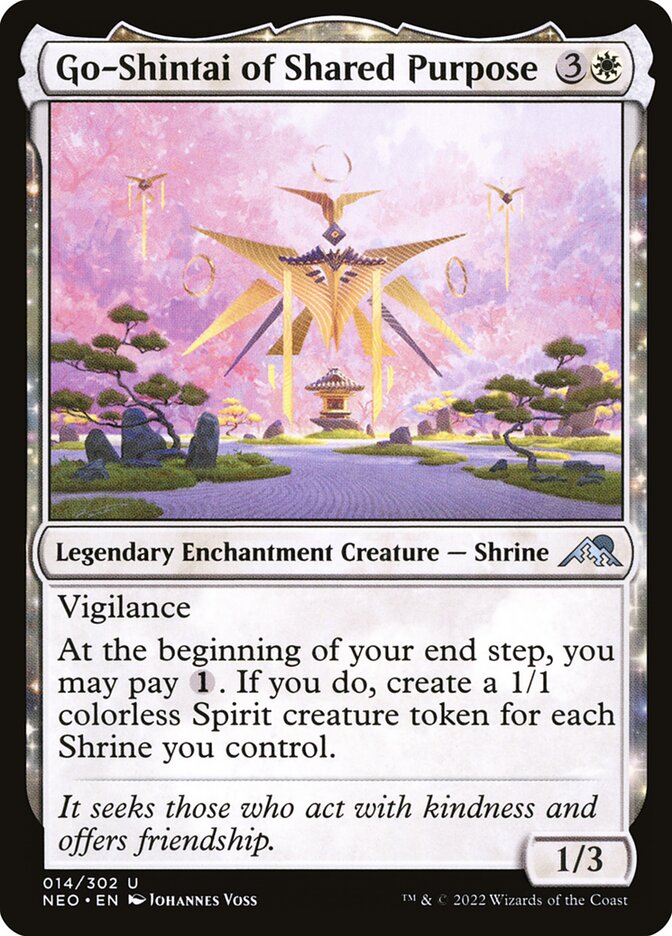 Go-Shintai of Shared Purpose 3
Legendary Enchantment Creature — Shrine
Vigilance
At the beginning of your end step, you
may pay 1. If you do, create a 1/1
colorless Spirit creature token for each
Shrine you control.
It seeks those who act with kindness and
offers friendship.
1/3
014/302 U
NEO • EN Johannes Voss
™ & © 2022 Wizards of the Coast